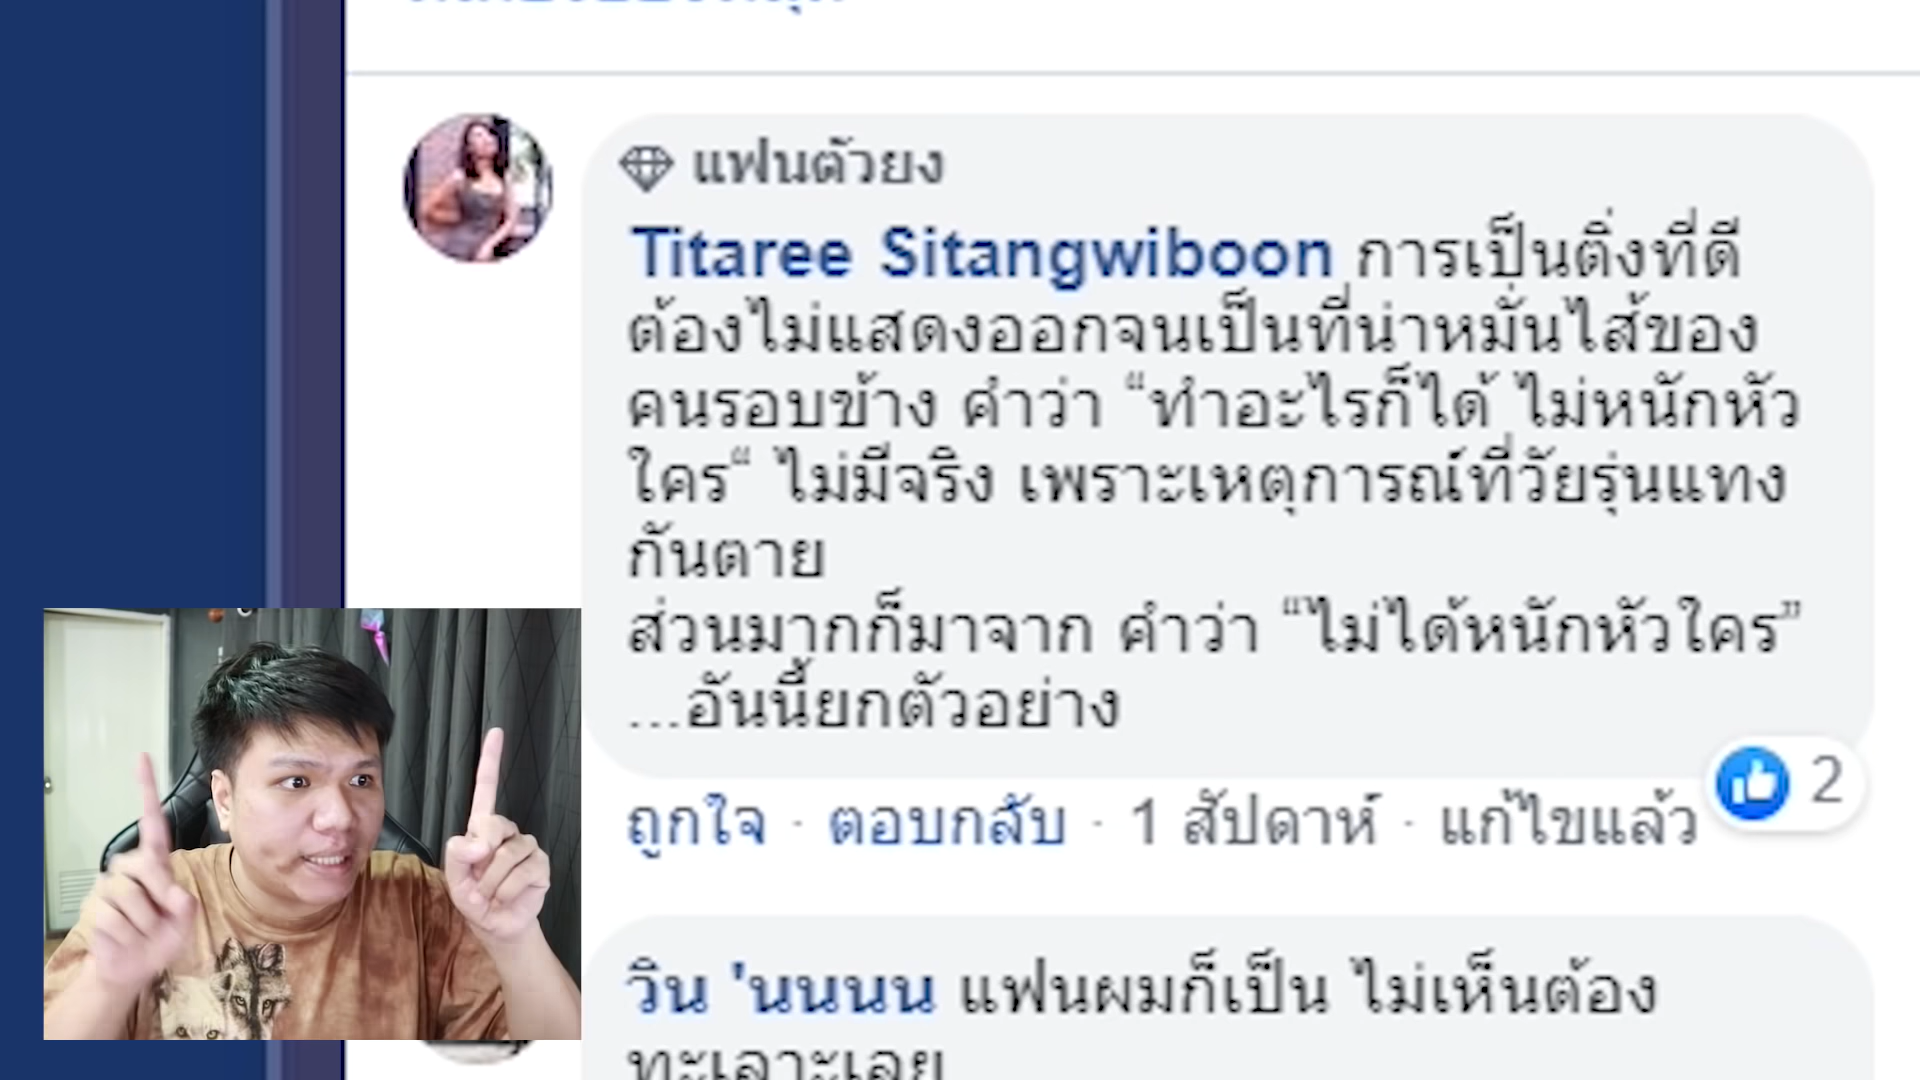 แฟนตัวยง
Titaree Sitangwiboon การเป็นติ่งที่ดี
ต้องไม่แสดงออกจนเป็นที่น่าหมั่นไส้ของ
คนรอบข้าง คำว่า “ทำอะไรก็ได้ ไม่หนักหัว
ใคร“ ไม่มีจริง เพราะเหตุการณ์ที่วัยรุ่นแทง
กันตาย
ส่วนมากก็มาจาก คำว่า “ไม่ได้หนักหัวใคร”
...อันนี้ยกตัวอย่าง
2
ถูกใจ · ตอบกลับ · 1 สัปดาห์ · แก้ไขแล้ว
วิน 'นนนน แฟนผมก็เป็น ไม่เห็นต้อง
ทะเลาะเลย